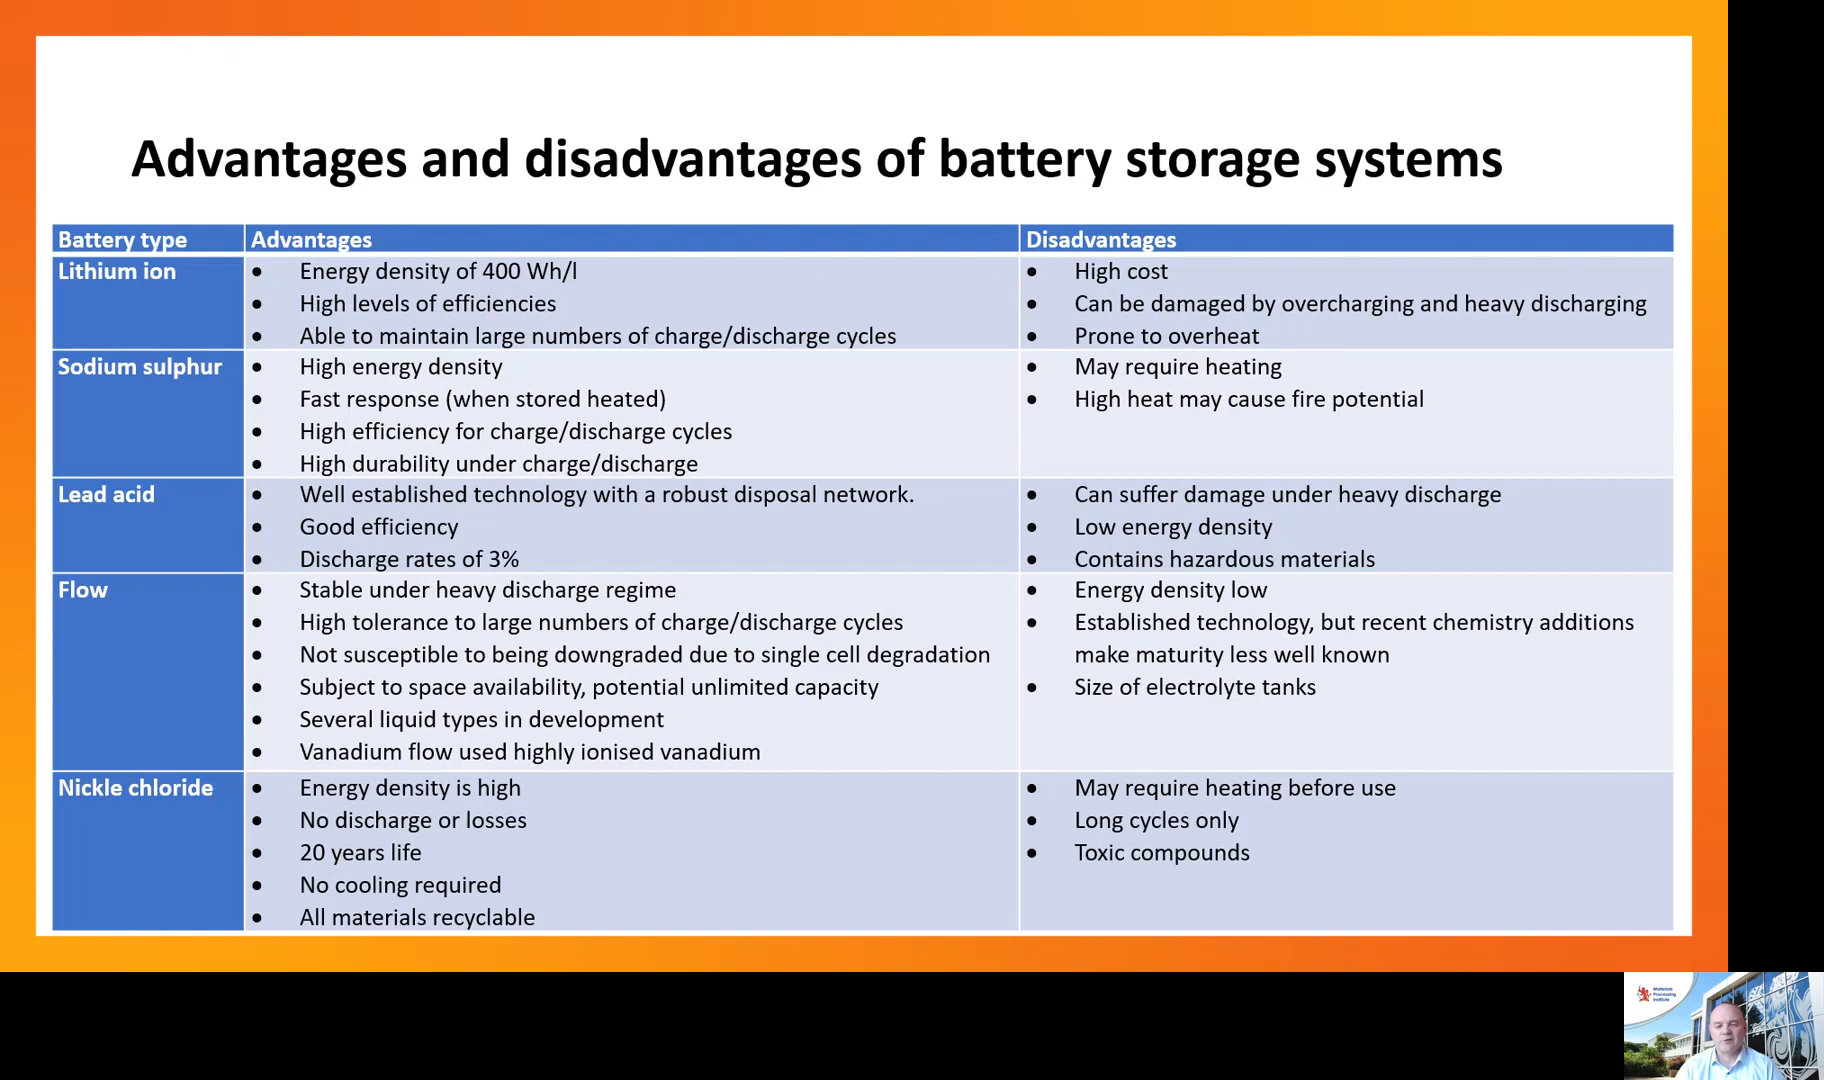 Advantages and disadvantages of battery storage systems
Battery type
Advantages
Disadvantages
Lithium ion
• Energy density of 400 Wh/l
• High levels of efficiencies
• Able to maintain large numbers of charge/discharge cycles
• High cost
• Can be damaged by overcharging and heavy discharging
• Prone to overheat
Sodium sulphur
• High energy density
• Fast response (when stored heated)
• High efficiency for charge/discharge cycles
• High durability under charge/discharge
• May require heating
• High heat may cause fire potential
Lead acid
• Well established technology with a robust disposal network.
• Good efficiency
• Discharge rates of 3%
• Can suffer damage under heavy discharge
• Low energy density
• Contains hazardous materials
Flow
• Stable under heavy discharge regime
• High tolerance to large numbers of charge/discharge cycles
• Not susceptible to being downgraded due to single cell degradation
• Subject to space availability, potential unlimited capacity
• Several liquid types in development
• Vanadium flow used highly ionised vanadium
• Energy density low
• Established technology, but recent chemistry additions
make maturity less well known
• Size of electrolyte tanks
Nickle chloride
• Energy density is high
• No discharge or losses
• 20 years life
• No cooling required
• All materials recyclable
• May require heating before use
• Long cycles only
• Toxic compounds
Materials
Processing
Institute